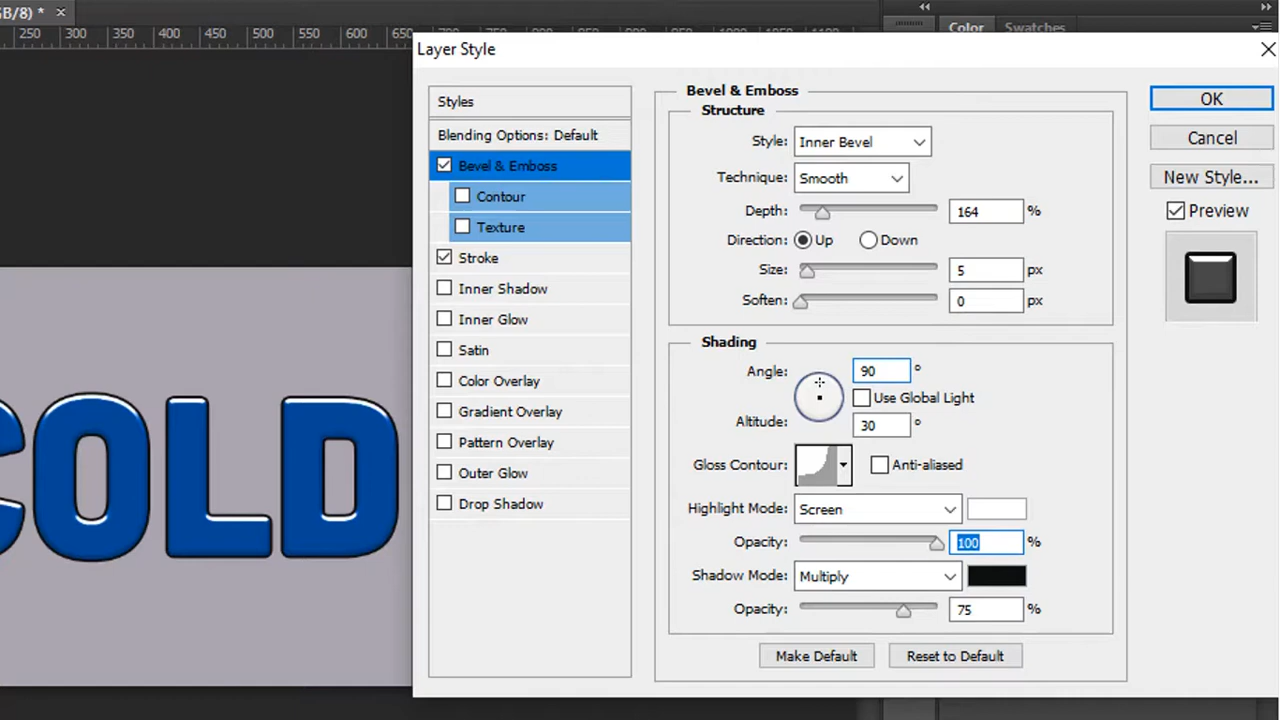 GB/8) * ×
250 300 350 400 450 500 550 600 650
Color Swatches
Layer Style
Styles
Blending Options: Default
Bevel & Emboss
Contour
Texture
Stroke
Inner Shadow
Inner Glow
Satin
Color Overlay
Gradient Overlay
Pattern Overlay
Outer Glow
Drop Shadow
Bevel & Emboss
Structure
Style: Inner Bevel
Technique: Smooth
Depth: 164 %
Direction: Up Down
Size: 5 px
Soften: 0 px
Shading
Angle: 90 °
Use Global Light
Altitude: 30 °
Gloss Contour: Anti-aliased
Highlight Mode: Screen
Opacity: 100 %
Shadow Mode: Multiply
Opacity: 75 %
Make Default Reset to Default
OK
Cancel
New Style...
Preview
COLD